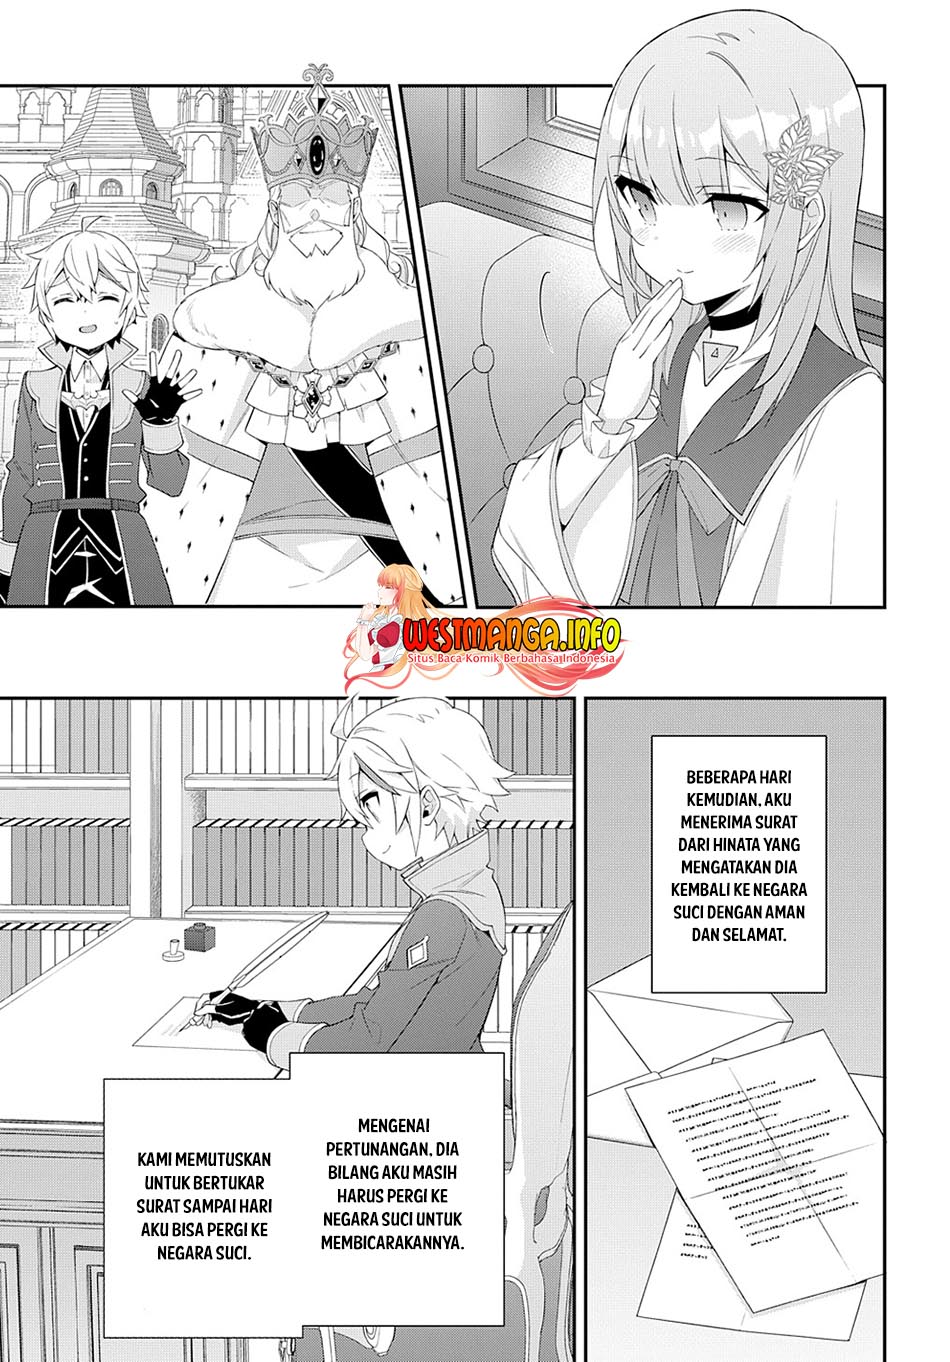 WESTMANGA.INFO
Situs Baca Komik Berbahasa Indonesia
BEBERAPA HARI
KEMUDIAN, AKU
MENERIMA SURAT
DARI HINATA YANG
MENGATAKAN DIA
KEMBALI KE NEGARA
SUCI DENGAN AMAN
DAN SELAMAT.
MENGENAI
PERTUNANGAN, DIA
BILANG AKU MASIH
HARUS PERGI KE
NEGARA SUCI UNTUK
MEMBICARAKANNYA.
KAMI MEMUTUSKAN
UNTUK BERTUKAR
SURAT SAMPAI HARI
AKU BISA PERGI KE
NEGARA SUCI.